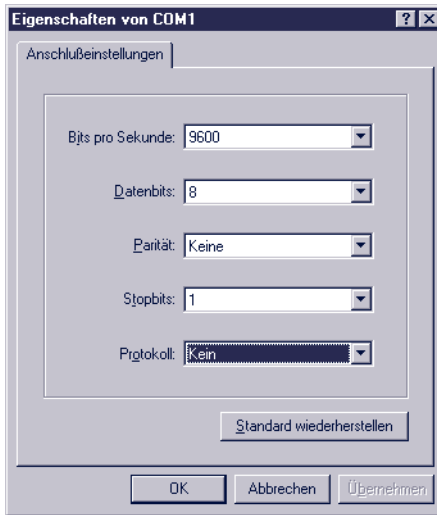 Eigenschaften von COM1
Anschlußeinstellungen
Bits pro Sekunde: 9600
Datenbits: 8
Parität: Keine
Stopbits: 1
Protokoll: Kein
Standard wiederherstellen
OK Abbrechen Übernehmen